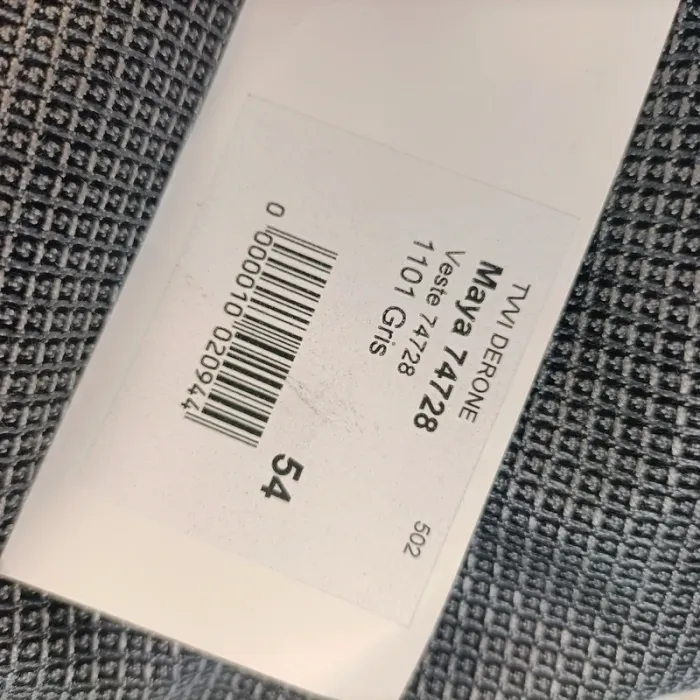 TWI DERONE
Maya 74728
Veste 74728
1101 Gris
502
54
0 000010 020944